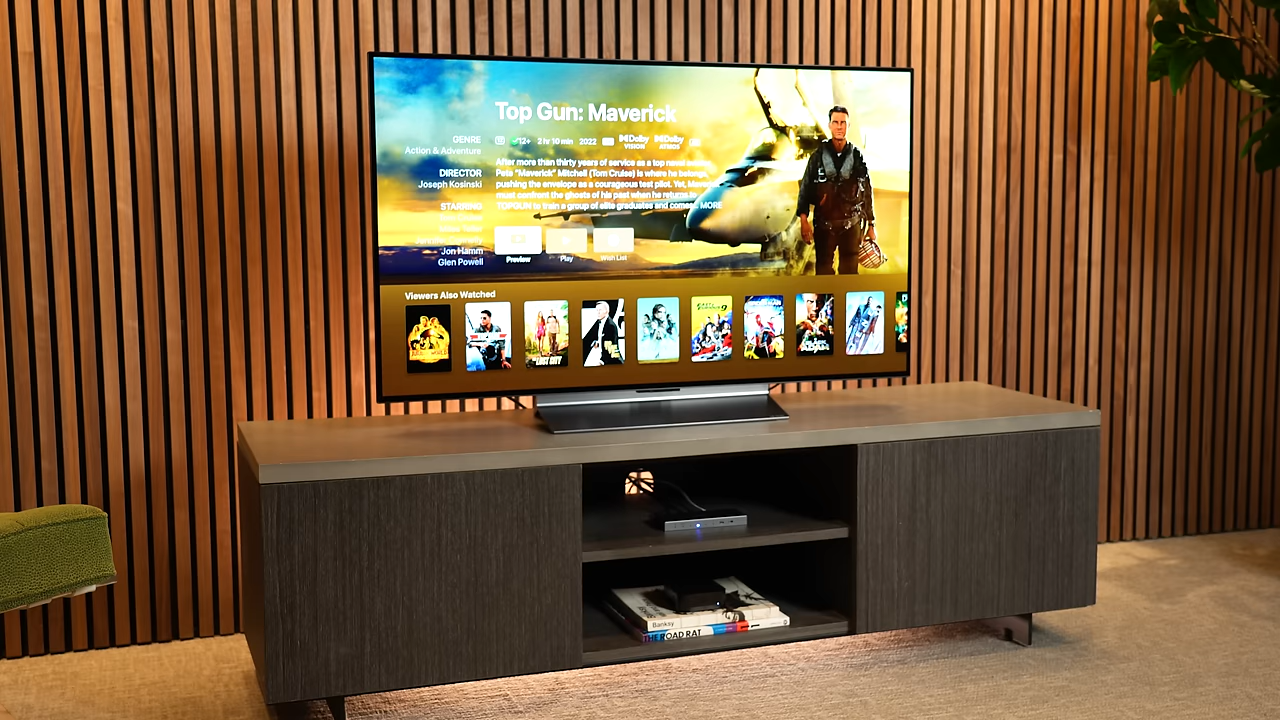 Top Gun: Maverick
GENRE
Action & Adventure
DIRECTOR
Joseph Kosinski
STARRING
Jon Hamm
Glen Powell
12+ 2 hr 10 min 2022 Dolby VISION Dolby ATMOS
After more than thirty years of service as a top naval
Pete "Maverick" Mitchell (Tom Cruise) is where he belongs,
pushing the envelope as a courageous test pilot. Yet,
must confront the ghosts of his past when he returns to
TOPGUN to train a group of elite graduates and comes MORE
Preview
Play
Wish List
Viewers Also Watched
LOST CITY
Banksy
THE ROAD RAT